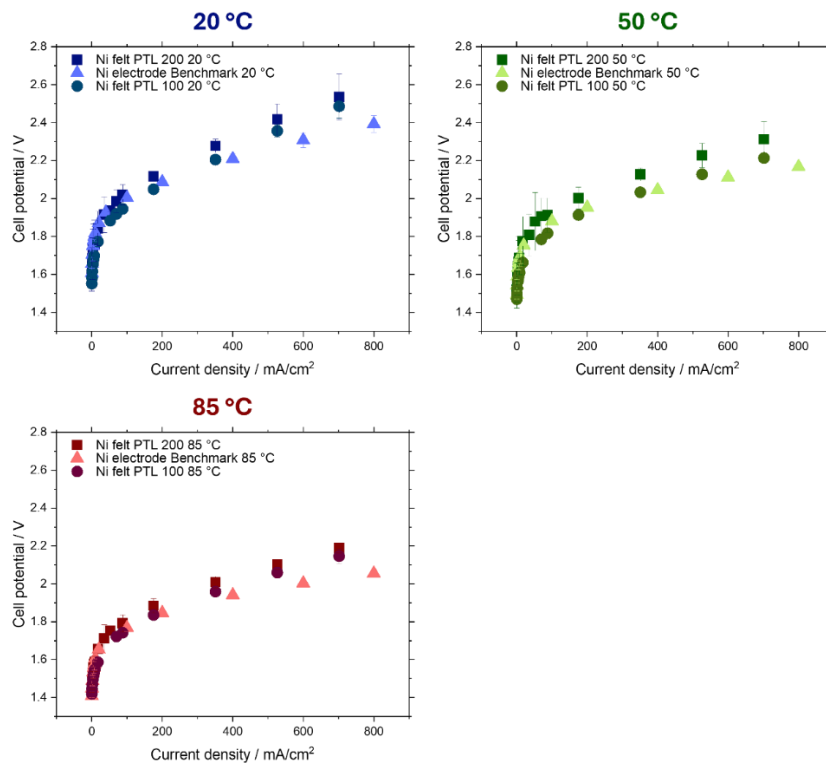 20 °C
2.8
2.6
2.4
2.2
2.0
1.8
1.6
1.4
Cell potential / V
Ni felt PTL 200 20 °C
Ni electrode Benchmark 20 °C
Ni felt PTL 100 20 °C
0 200 400 600 800
Current density / mA/cm²
50 °C
2.8
2.6
2.4
2.2
2
1.8
1.6
1.4
Cell potential / V
Ni felt PTL 200 50 °C
Ni electrode Benchmark 50 °C
Ni felt PTL 100 50 °C
0 200 400 600 800
Current density / mA/cm²
85 °C
2.8
2.6
2.4
2.2
2
1.8
1.6
1.4
Cell potential / V
Ni felt PTL 200 85 °C
Ni electrode Benchmark 85 °C
Ni felt PTL 100 85 °C
0 200 400 600 800
Current density / mA/cm²